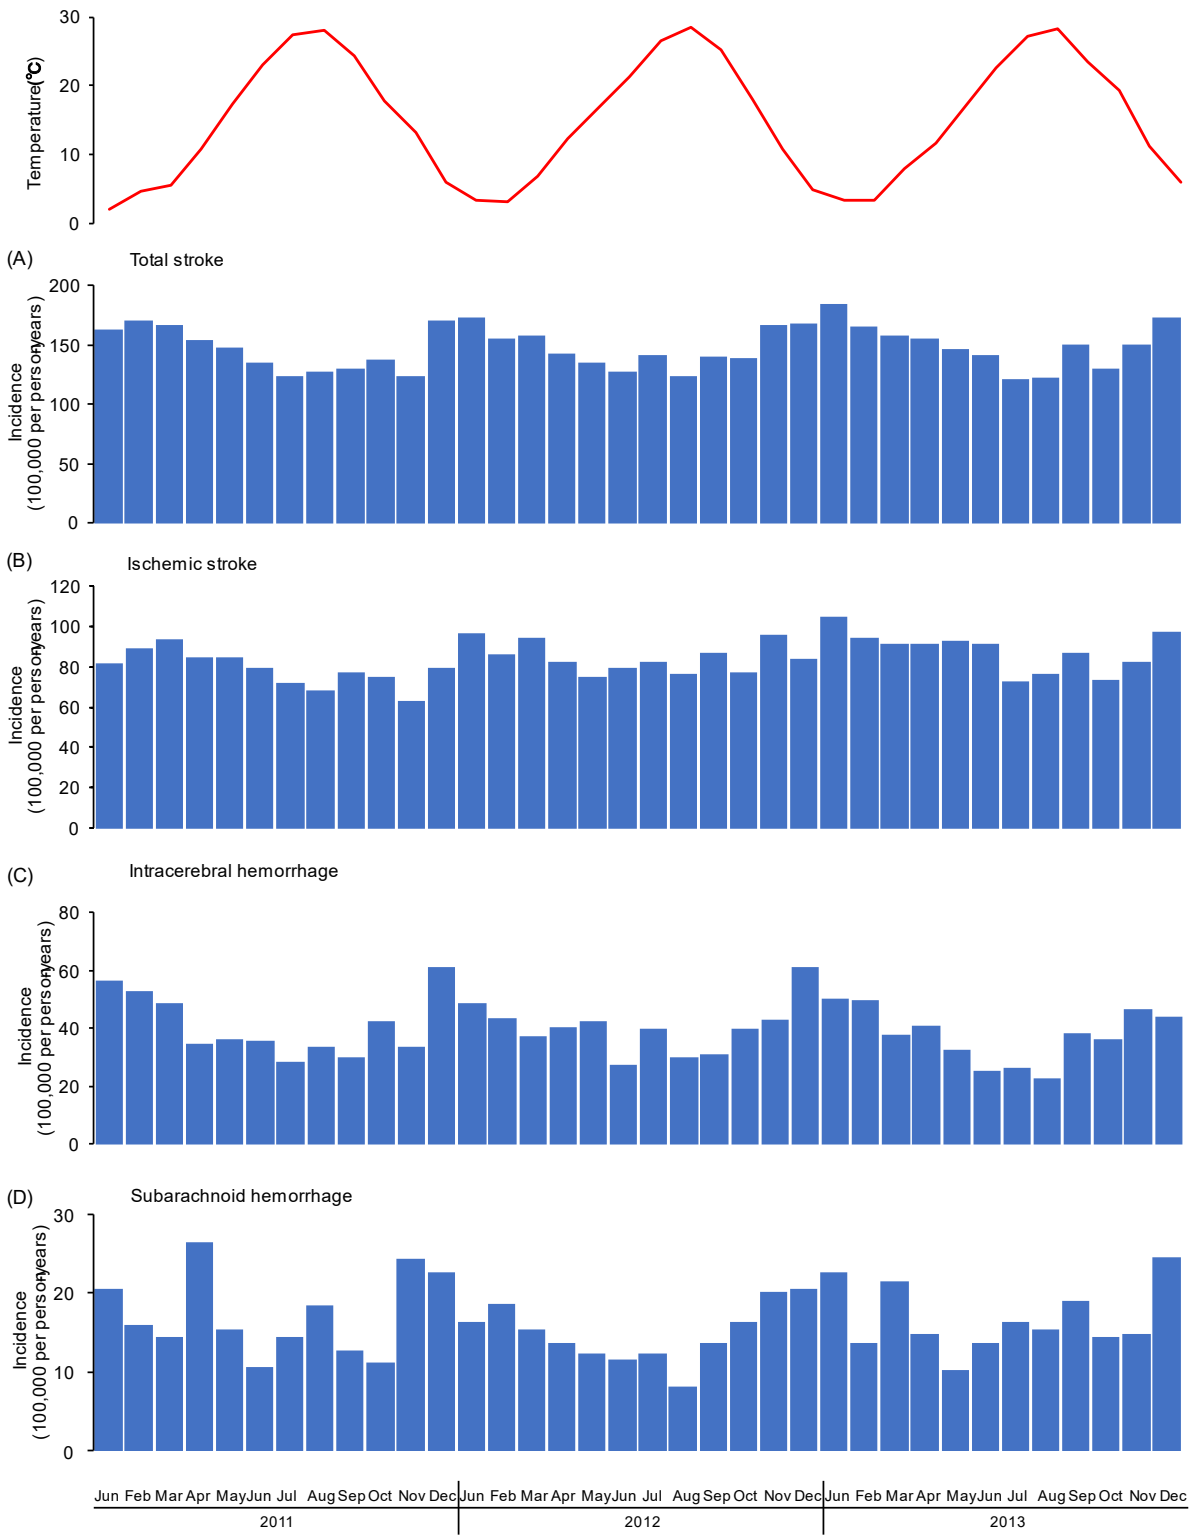 30
20
10
0
Temperature(℃)
(A)
Total stroke
200
150
100
50
0
Incidence
(100,000 per person-years)
(B)
Ischemic stroke
120
100
80
60
40
20
0
Incidence
(100,000 per person-years)
(C)
Intracerebral hemorrhage
80
60
40
20
0
Incidence
(100,000 per person-years)
(D)
Subarachnoid hemorrhage
30
20
10
0
Incidence
(100,000 per person-years)
Jun Feb Mar Apr May Jun Jul Aug Sep Oct Nov Dec Jun Feb Mar Apr May Jun Jul Aug Sep Oct Nov Dec Jun Feb Mar Apr May Jun Jul Aug Sep Oct Nov Dec
2011 2012 2013